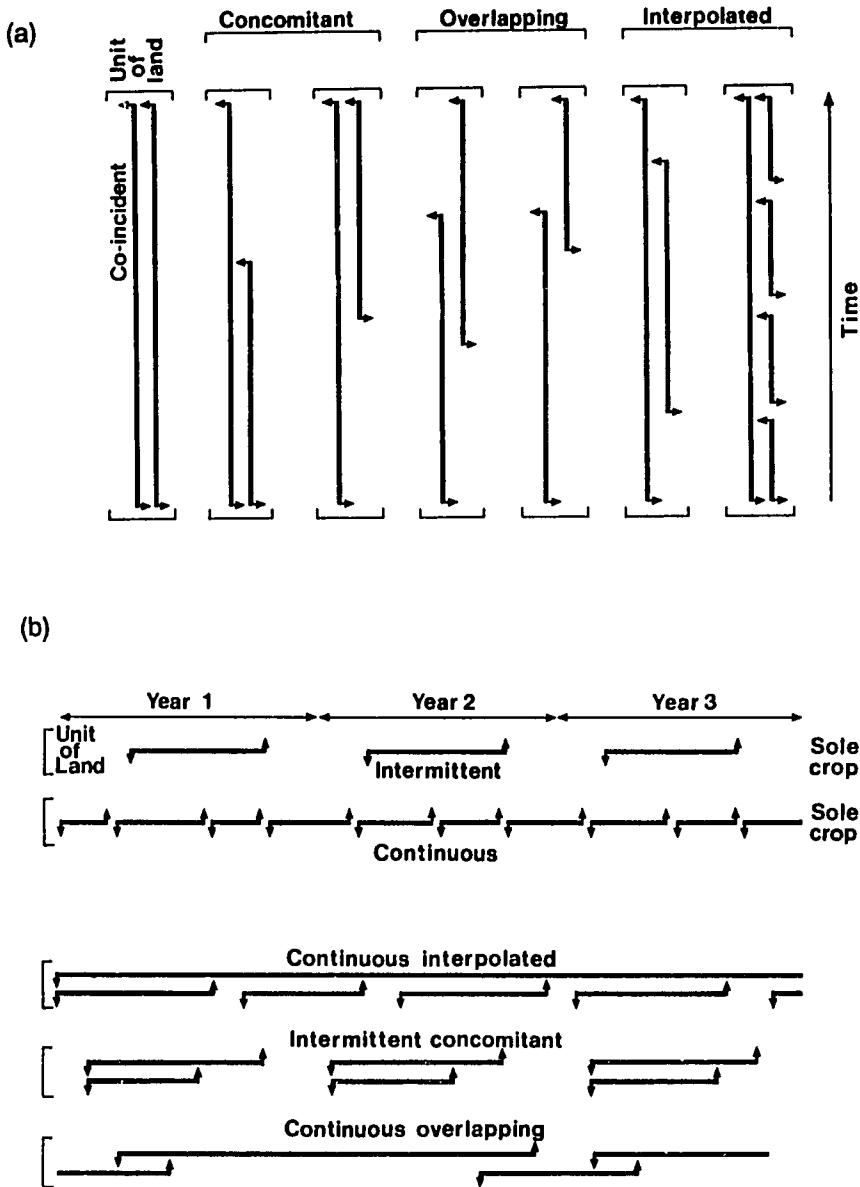 (a)
Concomitant
Overlapping
Interpolated
Unit
of
land
Co-incident
Time
(b)
Year 1
Year 2
Year 3
Unit
of
Land
Intermittent
Sole
crop
Continuous
Sole
crop
Continuous interpolated
Intermittent concomitant
Continuous overlapping